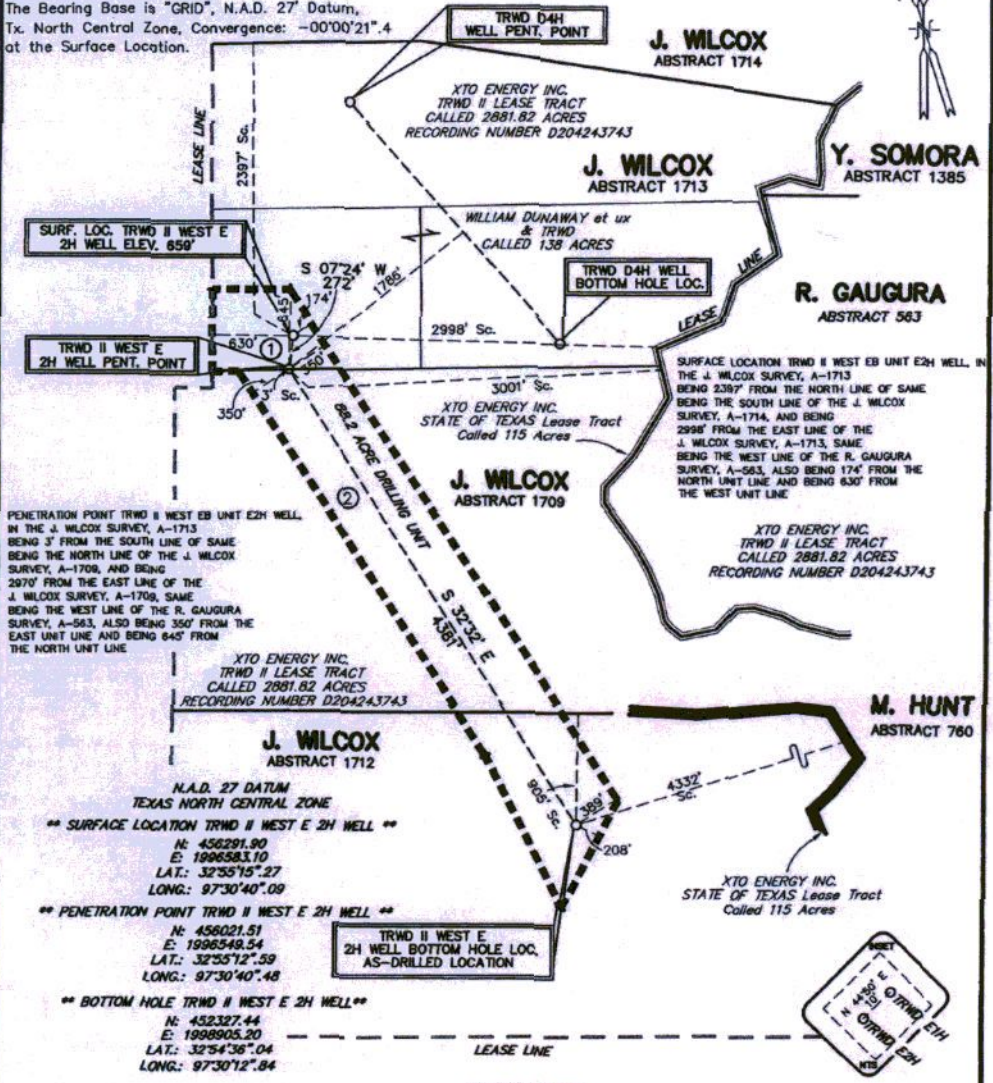 The Bearing Base is "GRID", N.A.D. 27' Datum,
Tx. North Central Zone, Convergence: -00°00'21".4
at the Surface Location.
TRWD D4H
WELL PENT. POINT
J. WILCOX
ABSTRACT 1714
XTO ENERGY INC.
TRWD II LEASE TRACT
CALLED 2881.82 ACRES
RECORDING NUMBER D204243743
LEASE LINE
2397' Sc.
J. WILCOX
ABSTRACT 1713
Y. SOMORA
ABSTRACT 1385
SURF. LOC. TRWD II WEST E
2H WELL ELEV. 659'
WILLIAM DUNAWAY et ux
& TRWD
CALLED 138 ACRES
S 07°24' W
272'
174'
645'
1786'
TRWD D4H WELL
BOTTOM HOLE LOC.
LEASE LINE
R. GAUGURA
ABSTRACT 563
2998' Sc.
630'
1
TRWD II WEST E
2H WELL PENT. POINT
350'
3' Sc.
3001' Sc.
XTO ENERGY INC.
STATE OF TEXAS Lease Tract
Called 115 Acres
SURFACE LOCATION TRWD II WEST EB UNIT E2H WELL, IN
THE J. WILCOX SURVEY, A-1713
BEING 2397' FROM THE NORTH LINE OF SAME
BEING THE SOUTH LINE OF THE J. WILCOX
SURVEY, A-1714, AND BEING
2998' FROM THE EAST LINE OF THE
J. WILCOX SURVEY, A-1713, SAME
BEING THE WEST LINE OF THE R. GAUGURA
SURVEY, A-563, ALSO BEING 174' FROM THE
NORTH UNIT LINE AND BEING 630' FROM
THE WEST UNIT LINE
88.2 ACRE DRILLING UNIT
2
J. WILCOX
ABSTRACT 1709
PENETRATION POINT TRWD II WEST EB UNIT E2H WELL,
IN THE J. WILCOX SURVEY, A-1713
BEING 3' FROM THE SOUTH LINE OF SAME
BEING THE NORTH LINE OF THE J. WILCOX
SURVEY, A-1709, AND BEING
2970' FROM THE EAST LINE OF THE
J. WILCOX SURVEY, A-1709, SAME
BEING THE WEST LINE OF THE R. GAUGURA
SURVEY, A-563, ALSO BEING 350' FROM THE
EAST UNIT LINE AND BEING 645' FROM
THE NORTH UNIT LINE
XTO ENERGY INC.
TRWD II LEASE TRACT
CALLED 2881.82 ACRES
RECORDING NUMBER D204243743
S 32°32' E
4381'
XTO ENERGY INC.
TRWD II LEASE TRACT
CALLED 2881.82 ACRES
RECORDING NUMBER D204243743
J. WILCOX
ABSTRACT 1712
M. HUNT
ABSTRACT 760
905' Sc.
389'
4332'
Sc.
208'
N.A.D. 27 DATUM
TEXAS NORTH CENTRAL ZONE
** SURFACE LOCATION TRWD II WEST E 2H WELL **
N: 456291.90
E: 1996583.10
LAT.: 32°55'15".27
LONG.: 97°30'40".09
** PENETRATION POINT TRWD II WEST E 2H WELL **
N: 456021.51
E: 1996549.54
LAT.: 32°55'12".59
LONG.: 97°30'40".48
** BOTTOM HOLE TRWD II WEST E 2H WELL**
N: 452327.44
E: 1998905.20
LAT.: 32°54'36".04
LONG.: 97°30'12".84
XTO ENERGY INC.
STATE OF TEXAS Lease Tract
Called 115 Acres
TRWD II WEST E
2H WELL BOTTOM HOLE LOC.
AS-DRILLED LOCATION
LEASE LINE
INSET
TRWD E1H
TRWD E2H
NTS